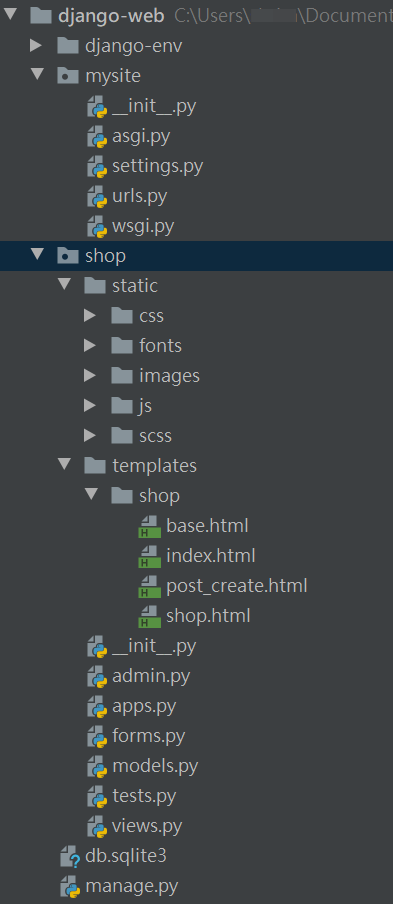 django-web C:\Users\ \Document
django-env
mysite
__init__.py
asgi.py
settings.py
urls.py
wsgi.py
shop
static
css
fonts
images
js
scss
templates
shop
base.html
index.html
post_create.html
shop.html
__init__.py
admin.py
apps.py
forms.py
models.py
tests.py
views.py
db.sqlite3
manage.py